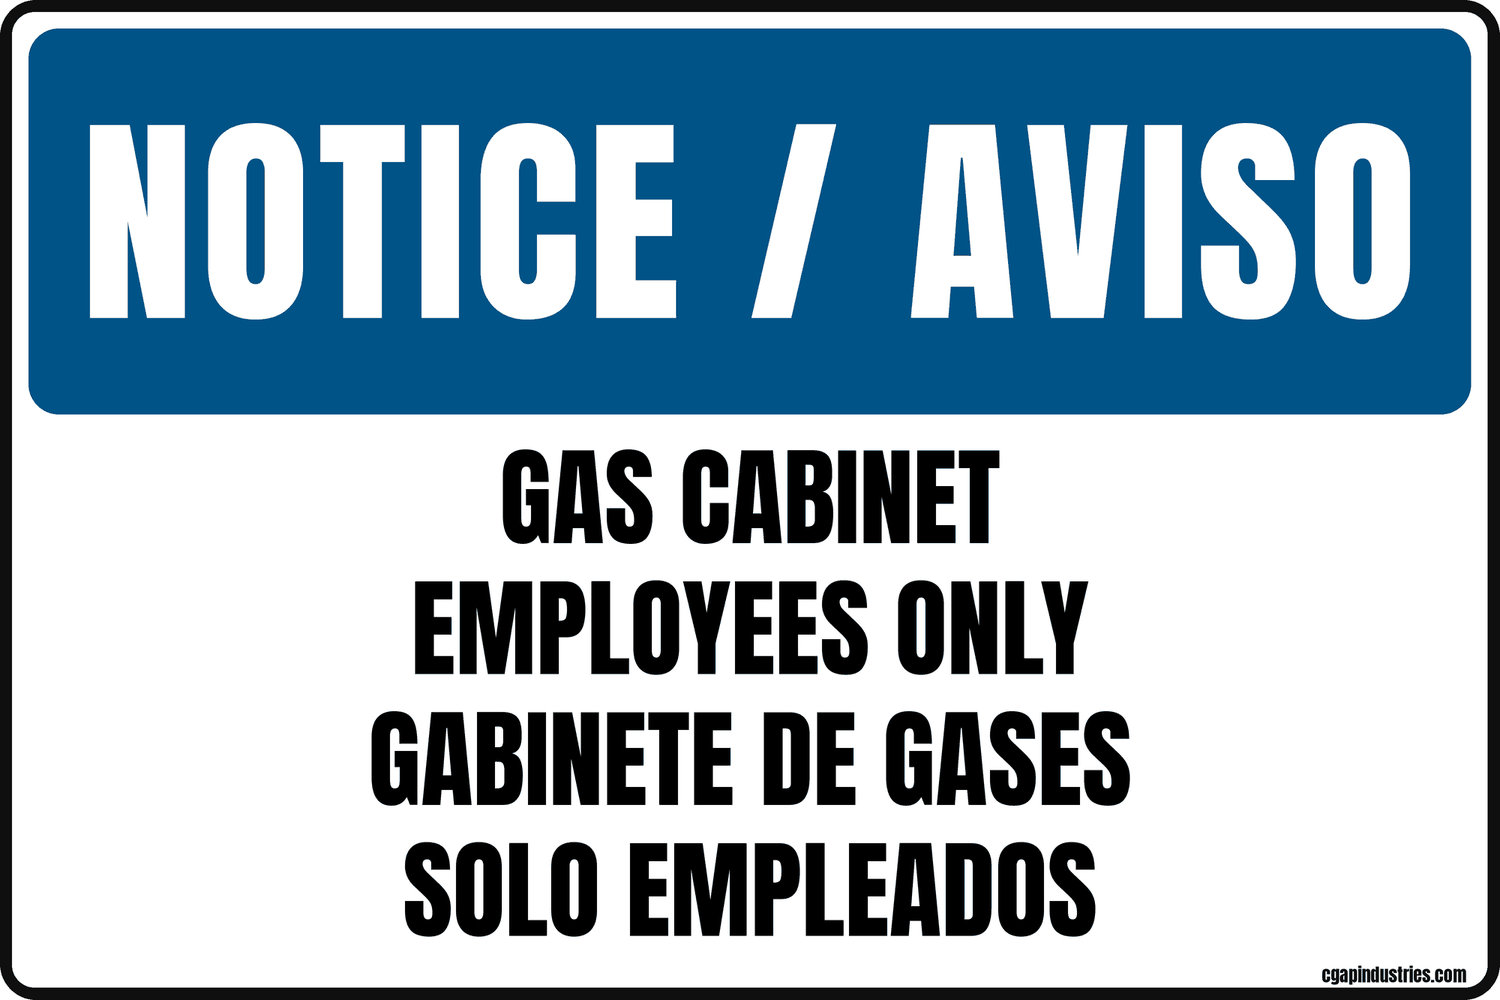 NOTICE / AVISO
GAS CABINET
EMPLOYEES ONLY
GABINETE DE GASES
SOLO EMPLEADOS
cgapindustries.com